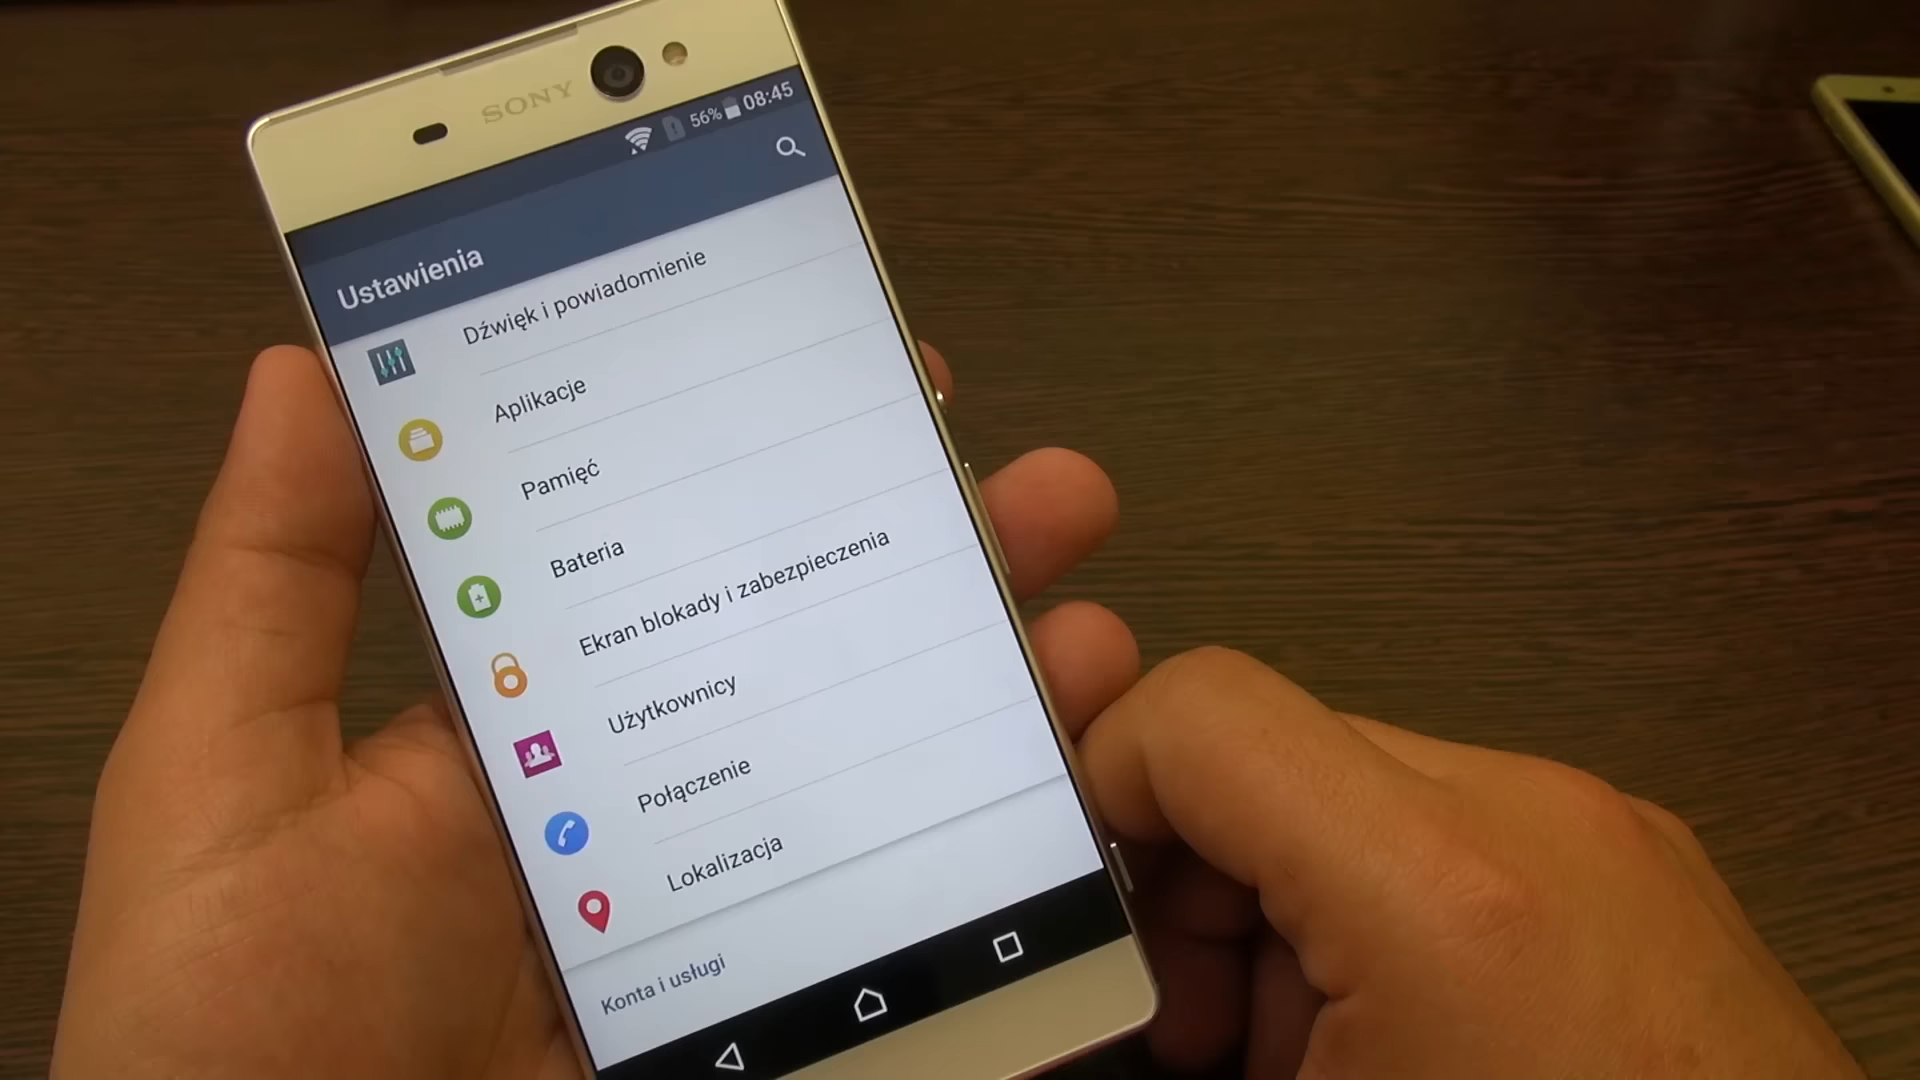 SONY
56% 08:45
Ustawienia
Dźwięk i powiadomienie
Aplikacje
Pamięć
Bateria
Ekran blokady i zabezpieczenia
Użytkownicy
Połączenie
Lokalizacja
Konta i usługi